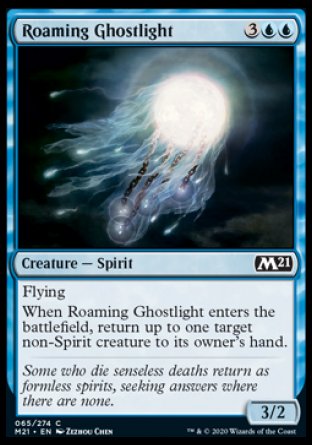 Roaming Ghostlight 3
Creature — Spirit M21
Flying
When Roaming Ghostlight enters the
battlefield, return up to one target
non-Spirit creature to its owner's hand.
Some who die senseless deaths return as
formless spirits, seeking answers where
there are none.
3/2
065/274 C
M21 • EN Zezhou Chen ™ & © 2020 Wizards of the Coast